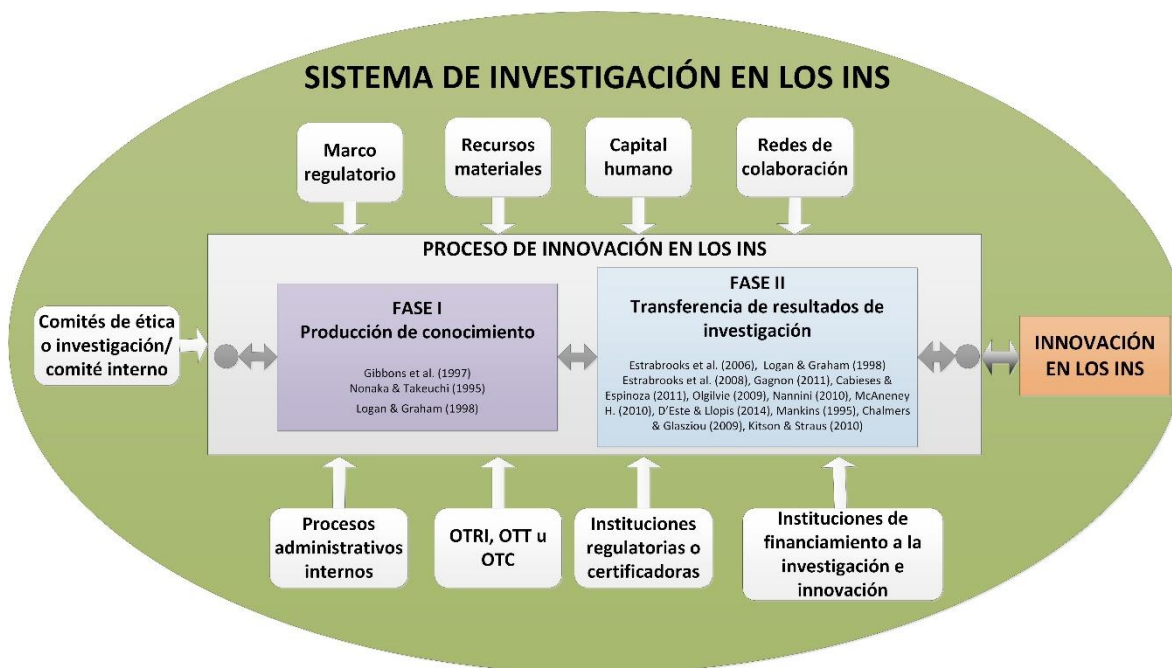 SISTEMA DE INVESTIGACIÓN EN LOS INS
Marco
regulatorio
Recursos
materiales
Capital
humano
Redes de
colaboración
PROCESO DE INNOVACIÓN EN LOS INS
Comités de ética
o investigación/
comité interno
FASE I
Producción de conocimiento
Gibbons et al. (1997)
Nonaka & Takeuchi (1995)
Logan & Graham (1998)
FASE II
Transferencia de resultados de
investigación
Estrabrooks et al. (2006), Logan & Graham (1998)
Estrabrooks et al. (2008), Gagnon (2011), Cabieses &
Espinoza (2011), Olgilvie (2009), Nannini (2010), McAneney
H. (2010), D'Este & Llopis (2014), Mankins (1995), Chalmers
& Glasziou (2009), Kitson & Straus (2010)
INNOVACIÓN
EN LOS INS
Procesos
administrativos
internos
OTRI, OTT u
OTC
Instituciones
regulatorias o
certificadoras
Instituciones de
financiamiento a la
investigación e
innovación